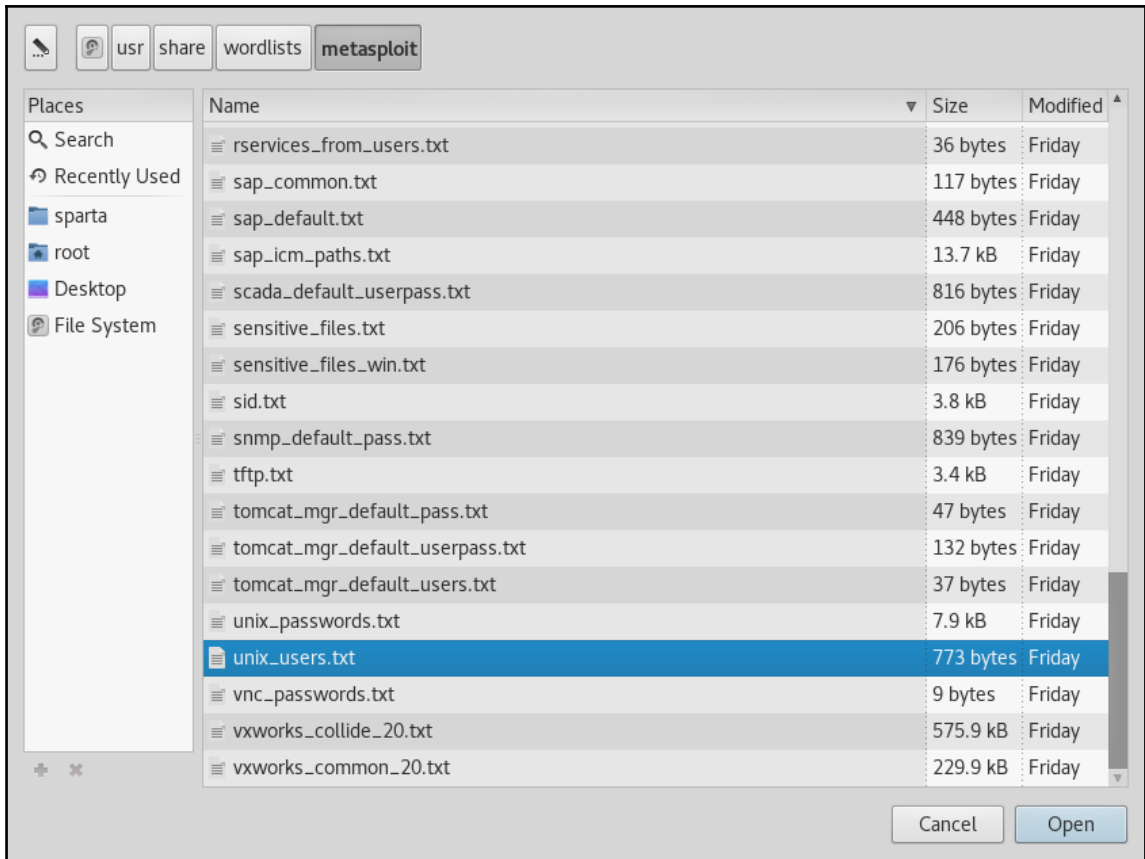 usr share wordlists metasploit
Places Name Size Modified
Search
Recently Used
sparta
root
Desktop
File System
rservices_from_users.txt 36 bytes Friday
sap_common.txt 117 bytes Friday
sap_default.txt 448 bytes Friday
sap_icm_paths.txt 13.7 kB Friday
scada_default_userpass.txt 816 bytes Friday
sensitive_files.txt 206 bytes Friday
sensitive_files_win.txt 176 bytes Friday
sid.txt 3.8 kB Friday
snmp_default_pass.txt 839 bytes Friday
tftp.txt 3.4 kB Friday
tomcat_mgr_default_pass.txt 47 bytes Friday
tomcat_mgr_default_userpass.txt 132 bytes Friday
tomcat_mgr_default_users.txt 37 bytes Friday
unix_passwords.txt 7.9 kB Friday
unix_users.txt 773 bytes Friday
vnc_passwords.txt 9 bytes Friday
vxworks_collide_20.txt 575.9 kB Friday
vxworks_common_20.txt 229.9 kB Friday
Cancel Open